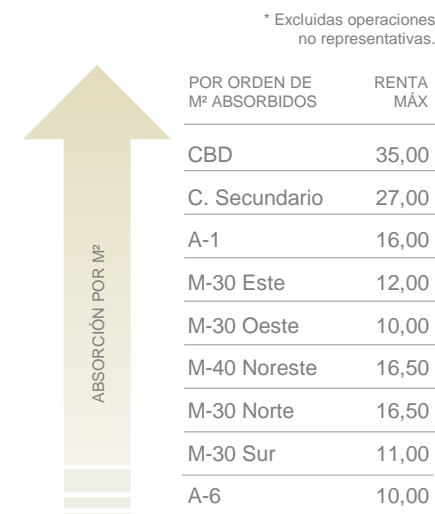 * Excluidas operaciones
no representativas.
POR ORDEN DE RENTA
M² ABSORBIDOS MÁX
CBD 35,00
C. Secundario 27,00
A-1 16,00
M-30 Este 12,00
M-30 Oeste 10,00
M-40 Noreste 16,50
M-30 Norte 16,50
M-30 Sur 11,00
A-6 10,00
ABSORCIÓN POR M²